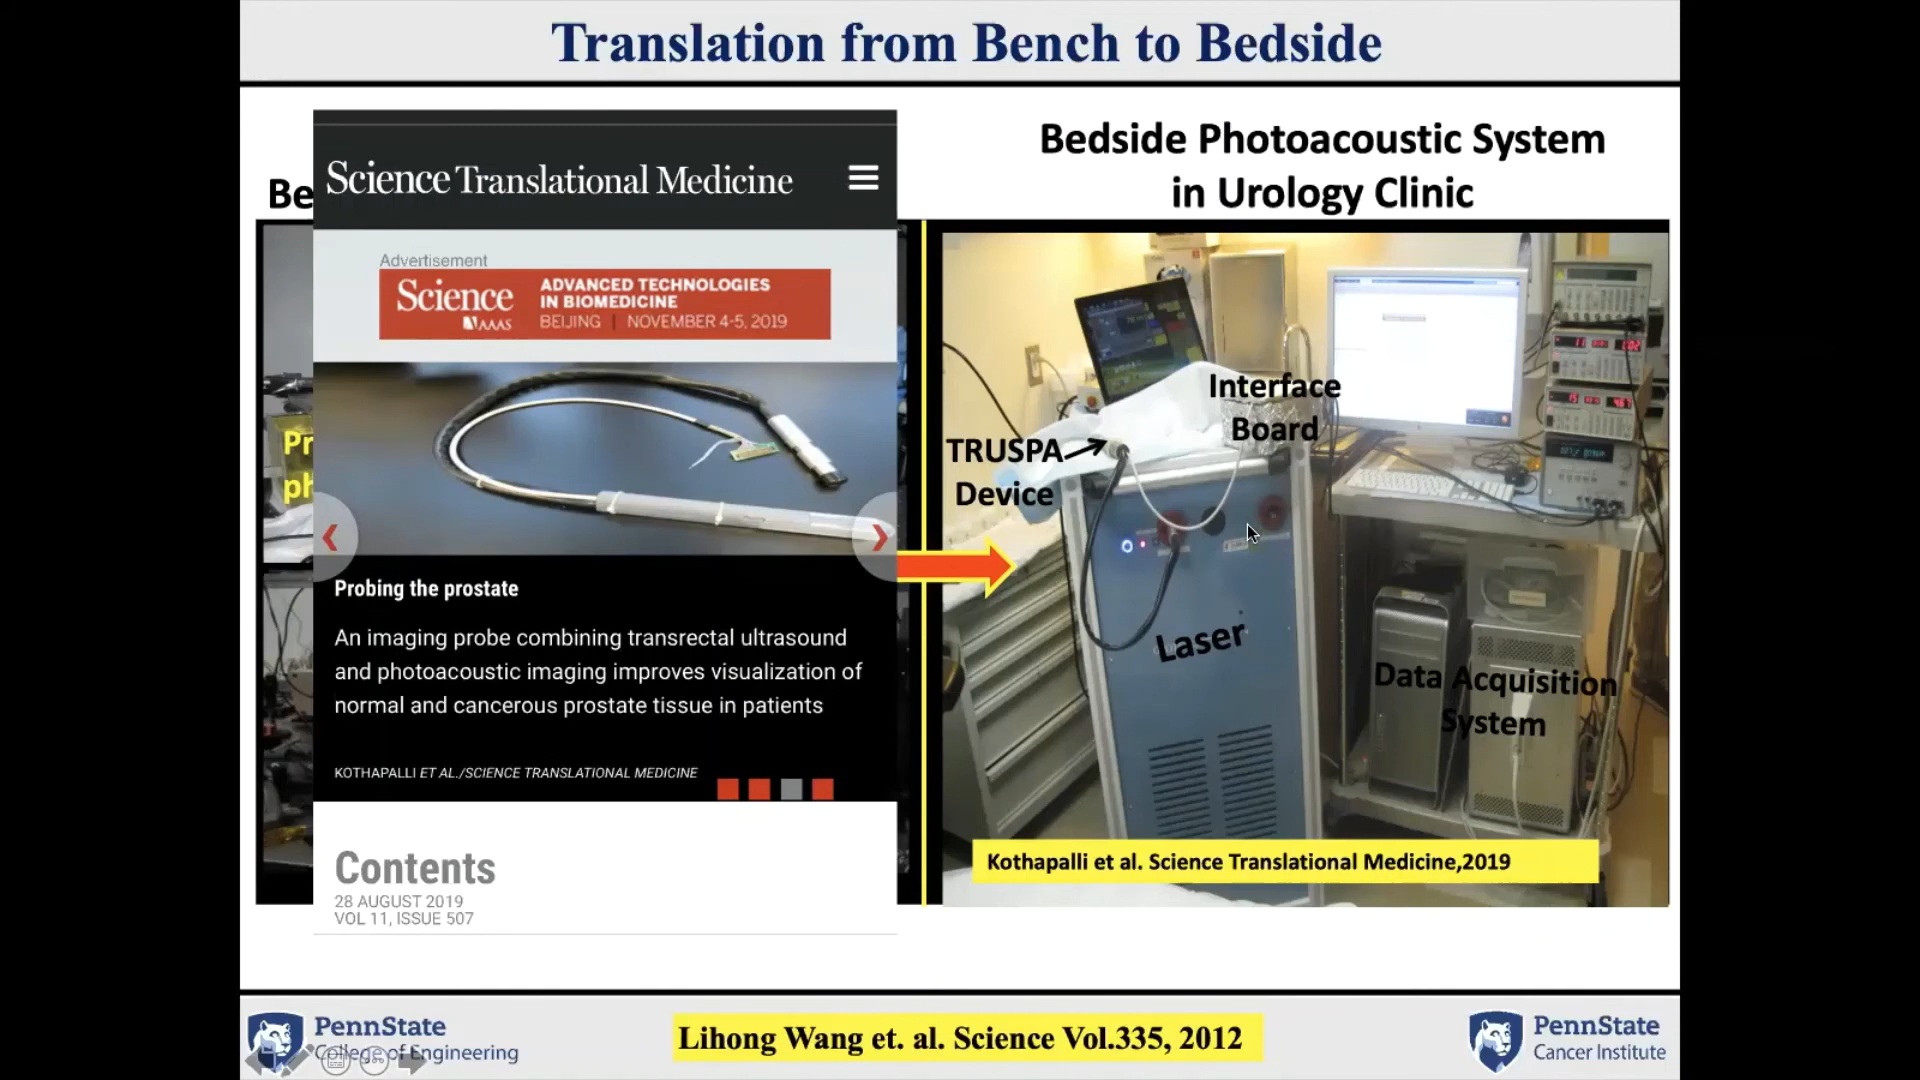 Translation from Bench to Bedside
Be
Science Translational Medicine
Advertisement
Science
AAAS
ADVANCED TECHNOLOGIES
IN BIOMEDICINE
BEIJING | NOVEMBER 4-5, 2019
Pr
ph
Probing the prostate
An imaging probe combining transrectal ultrasound
and photoacoustic imaging improves visualization of
normal and cancerous prostate tissue in patients
KOTHAPALLI ET AL./SCIENCE TRANSLATIONAL MEDICINE
Contents
28 AUGUST 2019
VOL 11, ISSUE 507
Bedside Photoacoustic System
in Urology Clinic
Interface
Board
TRUSPA
Device
Laser
Data Acquisition
System
Kothapalli et al. Science Translational Medicine,2019
PennState
College of Engineering
Lihong Wang et. al. Science Vol.335, 2012
PennState
Cancer Institute